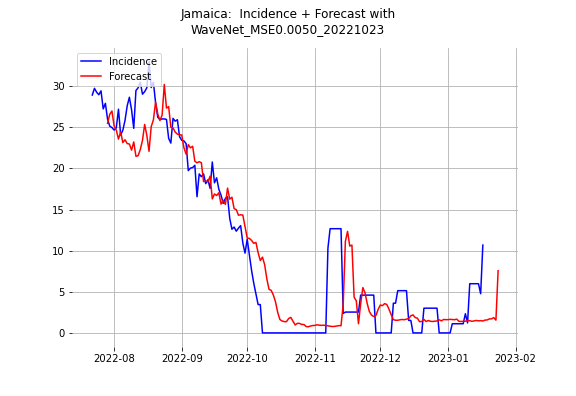 Jamaica:  Incidence + Forecast with
WaveNet_MSE0.0050_20221023
Incidence
Forecast
30
25
20
15
10
5
0
2022-08 2022-09 2022-10 2022-11 2022-12 2023-01 2023-02